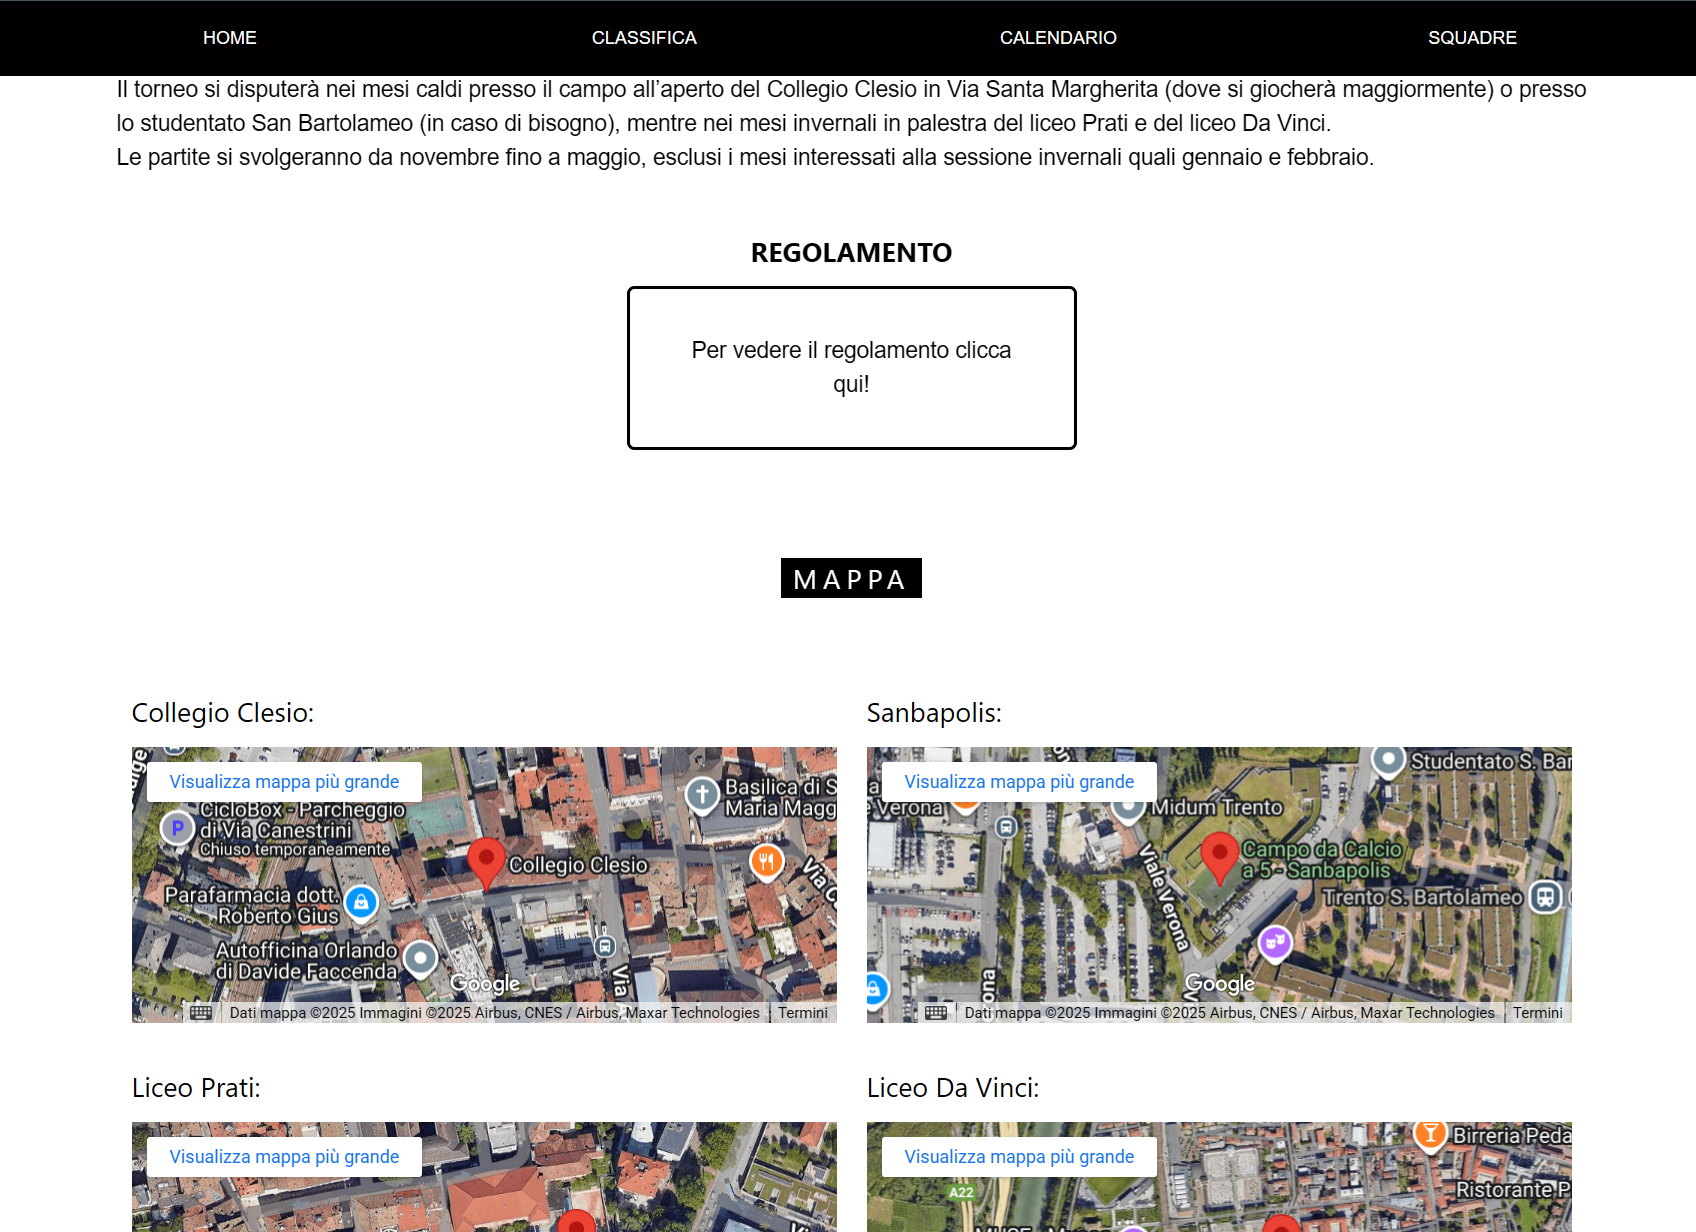 HOME
CLASSIFICA
CALENDARIO
SQUADRE
Il torneo si disputerà nei mesi caldi presso il campo all’aperto del Collegio Clesio in Via Santa Margherita (dove si giocherà maggiormente) o presso
lo studentato San Bartolameo (in caso di bisogno), mentre nei mesi invernali in palestra del liceo Prati e del liceo Da Vinci.
Le partite si svolgeranno da novembre fino a maggio, esclusi i mesi interessati alla sessione invernali quali gennaio e febbraio.
REGOLAMENTO
Per vedere il regolamento clicca
qui!
MAPPA
Collegio Clesio:
Visualizza mappa più grande
CicloBox - Parcheggio
di Via Canestrini
Chiuso temporaneamente
P
Basilica di S
Maria Magg
Collegio Clesio
Via C
Parafarmacia dott.
Roberto Gius
Autofficina Orlando
di Davide Faccenda
Via
Google
Dati mappa ©2025 Immagini ©2025 Airbus, CNES / Airbus, Maxar Technologies
Termini
Sanbapolis:
Visualizza mappa più grande
Studentato S. Bar
Verona
Midum Trento
Campo da Calcio
a 5 - Sanbapolis
Viale Verona
Trento S. Bartolameo
ona
Google
Dati mappa ©2025 Immagini ©2025 Airbus, CNES / Airbus, Maxar Technologies
Termini
Liceo Prati:
Visualizza mappa più grande
Liceo Da Vinci:
Visualizza mappa più grande
Birreria Peda
A22
Ristorante P